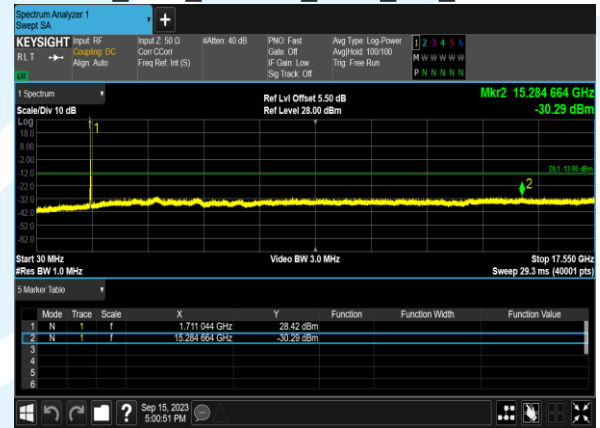 Spectrum Analyzer 1
Swept SA
+
KEYSIGHT Input: RF Input Z: 50 Ω #Atten: 40 dB PNO: Fast Avg Type: Log-Power 1 2 3 4 5 6
RLT Coupling: DC Corr CCorr Gate: Off Avg|Hold: 100/100 M W W W W W
Align: Auto Freq Ref: Int (S) IF Gain: Low Trig: Free Run P N N N N N
LV Sig Track: Off
1 Spectrum Ref Lvl Offset 5.50 dB Mkr2 15.284 664 GHz
Scale/Div 10 dB Ref Level 28.00 dBm -30.29 dBm
Log
18.0
8.00
-2.00
-12.0
-22.0
-32.0
-42.0
-52.0
-62.0
1
DL1 -13.00 dBm
2
Start 30 MHz Video BW 3.0 MHz Stop 17.550 GHz
#Res BW 1.0 MHz Sweep 29.3 ms (40001 pts)
5 Marker Table
Mode Trace Scale X Y Function Function Width Function Value
1 N 1 f 1.711 044 GHz 28.42 dBm
2 N 1 f 15.284 664 GHz -30.29 dBm
3
4
5
6
? Sep 15, 2023
5:00:51 PM